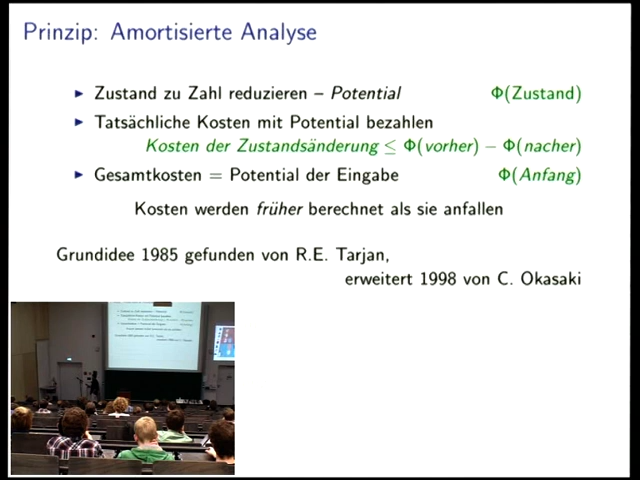 Prinzip: Amortisierte Analyse
Zustand zu Zahl reduzieren – Potential Φ(Zustand)
Tatsächliche Kosten mit Potential bezahlen
Kosten der Zustandsänderung ≤ Φ(vorher) − Φ(nacher)
Gesamtkosten = Potential der Eingabe Φ(Anfang)
Kosten werden früher berechnet als sie anfallen
Grundidee 1985 gefunden von R.E. Tarjan,
erweitert 1998 von C. Okasaki